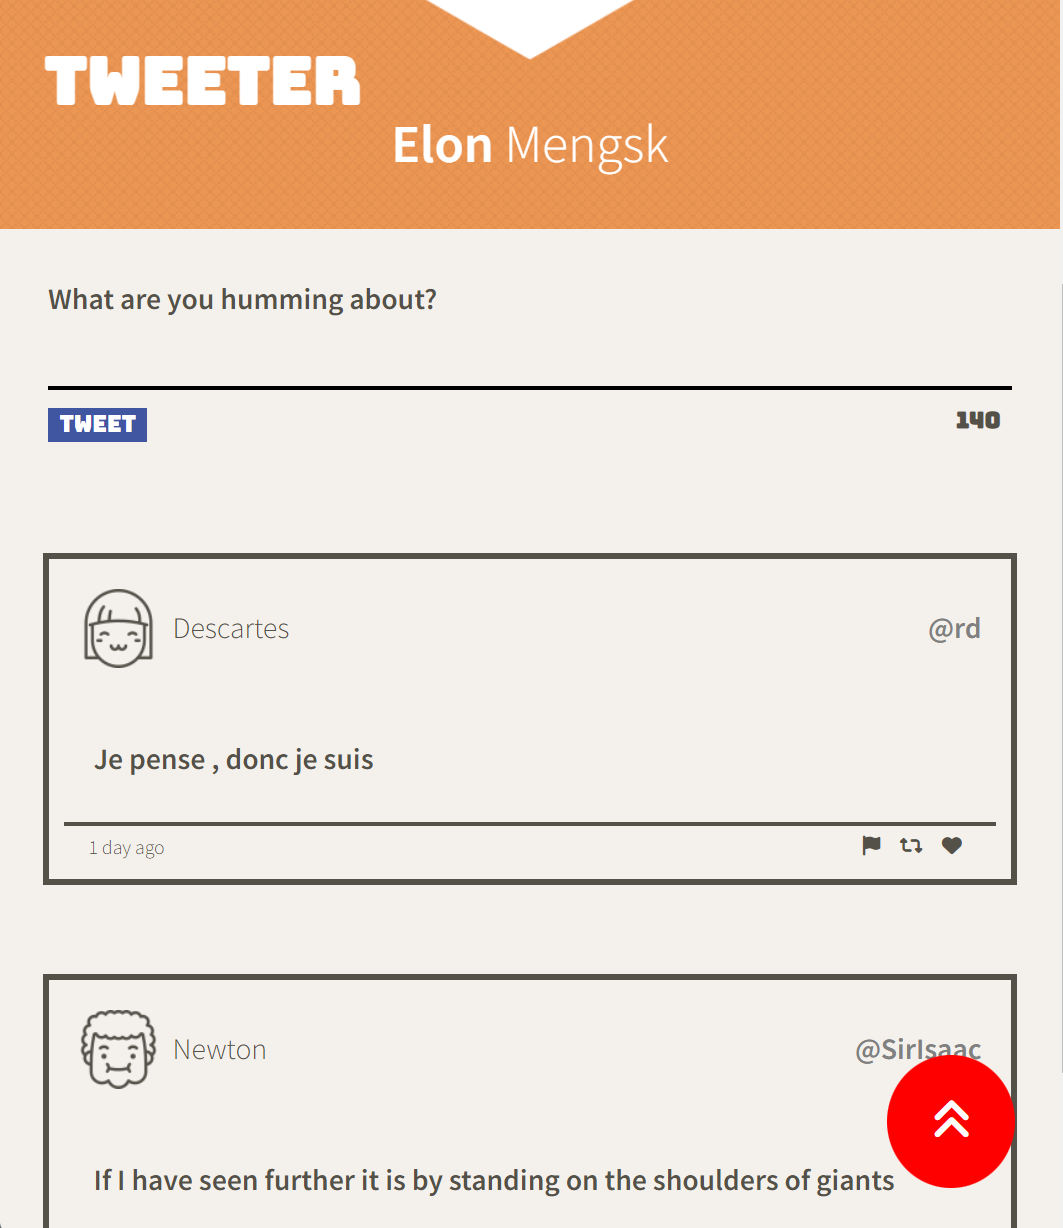 TWEETER
Elon Mengsk
What are you humming about?
TWEET
140
Descartes
@rd
Je pense , donc je suis
1 day ago
Newton
@SirIsaac
If I have seen further it is by standing on the shoulders of giants